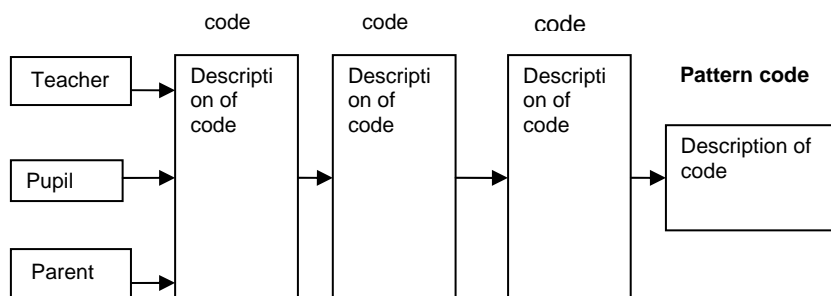 code
code
code
Teacher
Pupil
Parent
Descripti
on of
code
Descripti
on of
code
Descripti
on of
code
Pattern code
Description of
code